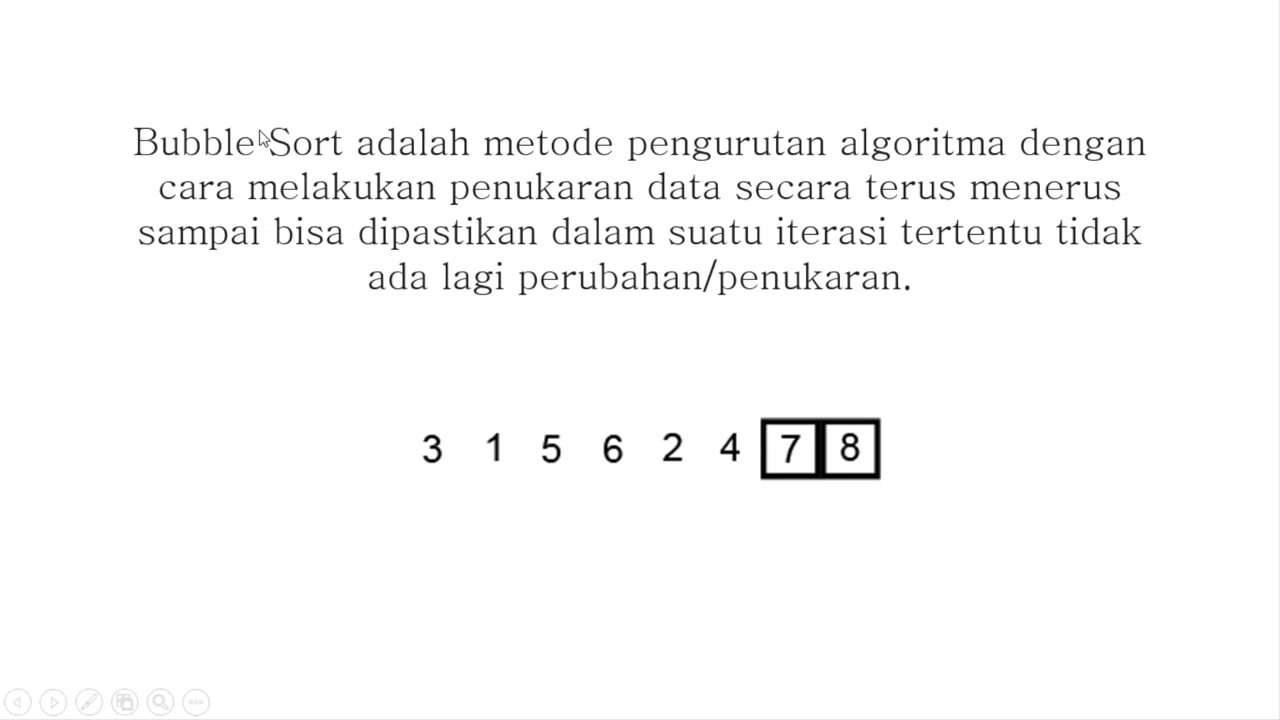 Bubble Sort adalah metode pengurutan algoritma dengan
cara melakukan penukaran data secara terus menerus
sampai bisa dipastikan dalam suatu iterasi tertentu tidak
ada lagi perubahan/penukaran.
3 1 5 6 2 4 7 8